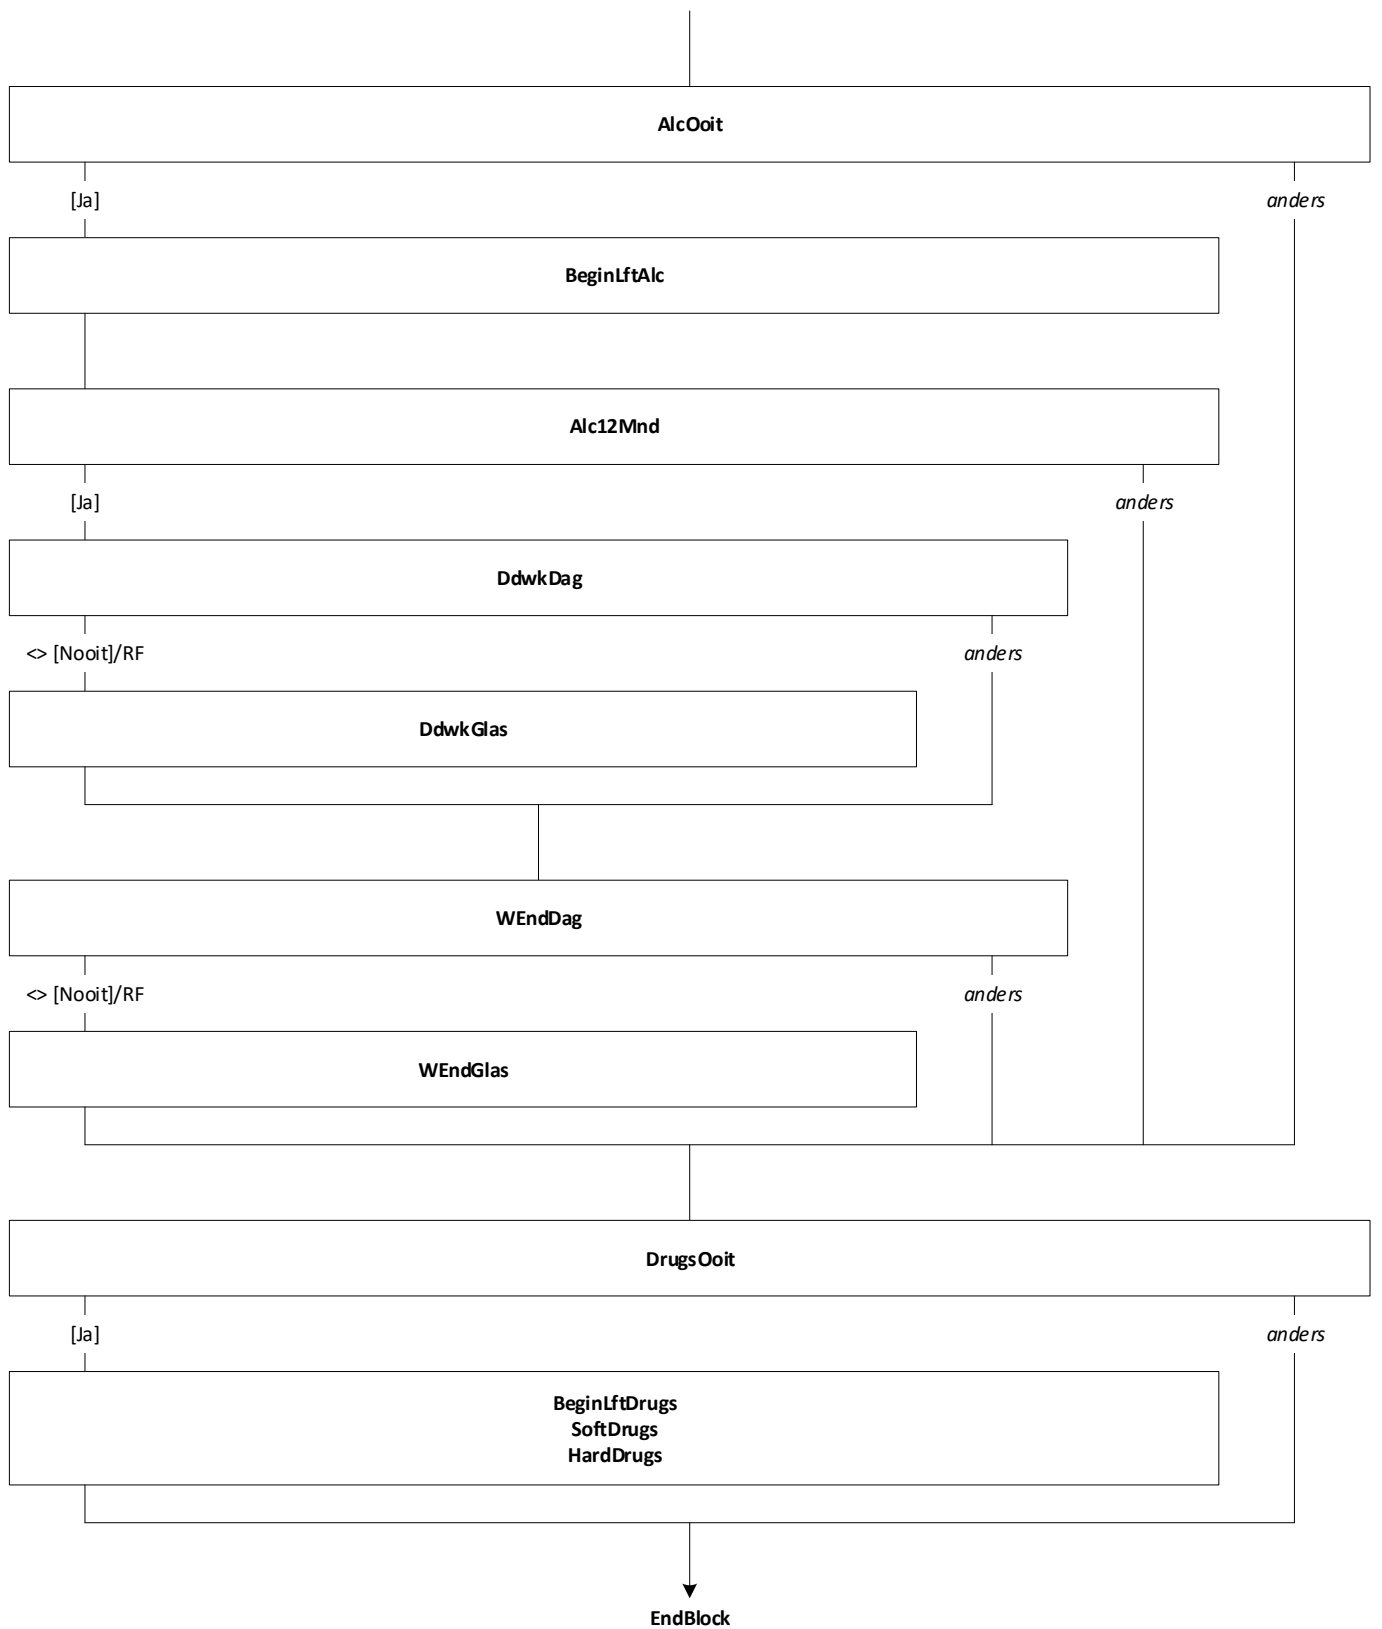 AlcOoit
[Ja]
anders
BeginLftAlc
Alc12Mnd
[Ja]
anders
DdwkDag
<> [Nooit]/RF
anders
DdwkGlas
WEndDag
<> [Nooit]/RF
anders
WEndGlas
DrugsOoit
[Ja]
anders
BeginLftDrugs
SoftDrugs
HardDrugs
EndBlock